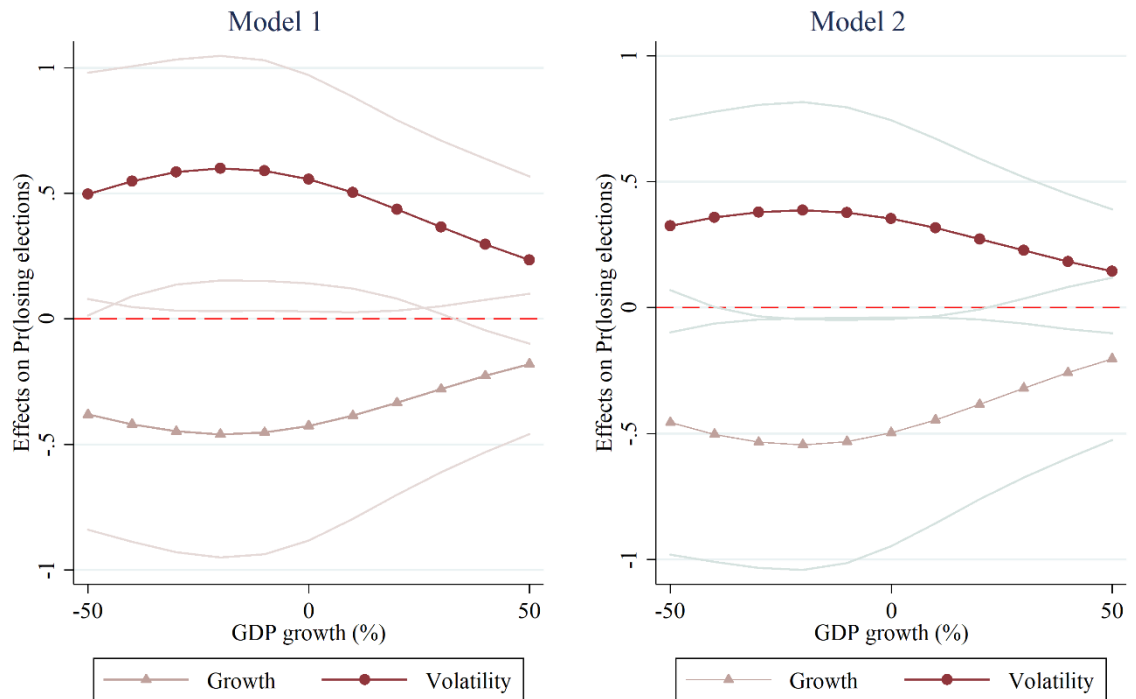 Model 1
Effects on Pr(losing elections)
1
.5
0
-.5
-1
-50
0
50
GDP growth (%)
Growth
Volatility
Model 2
Effects on Pr(losing elections)
1
.5
0
-.5
-1
-50
0
50
GDP growth (%)
Growth
Volatility